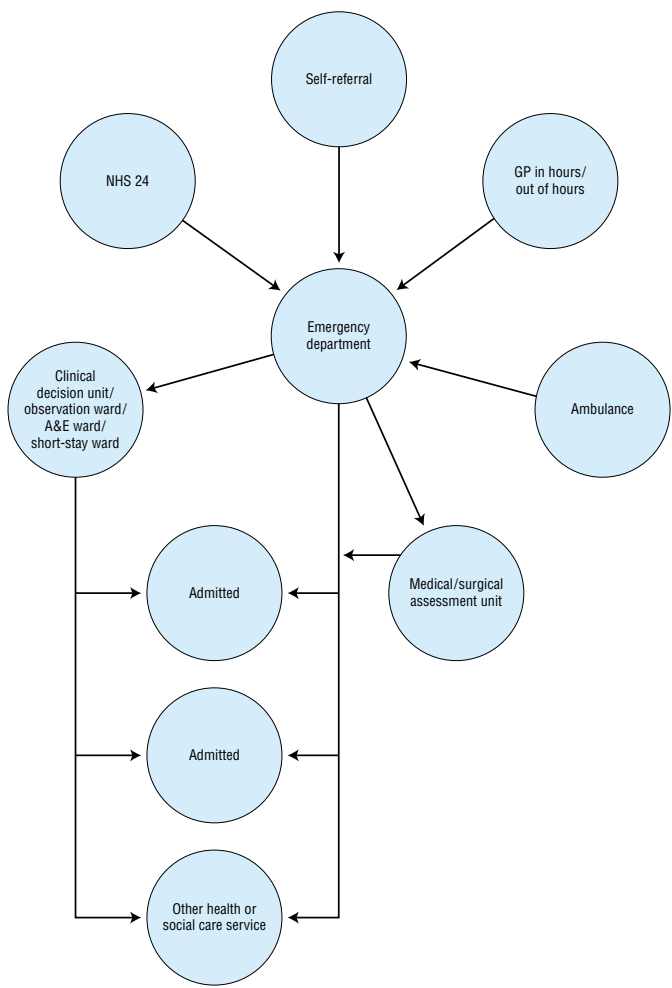 Self-referral
NHS 24
GP in hours/
out of hours
Emergency
department
Clinical
decision unit/
observation ward/
A&E ward/
short-stay ward
Ambulance
Admitted
Medical/surgical
assessment unit
Admitted
Other health or
social care service